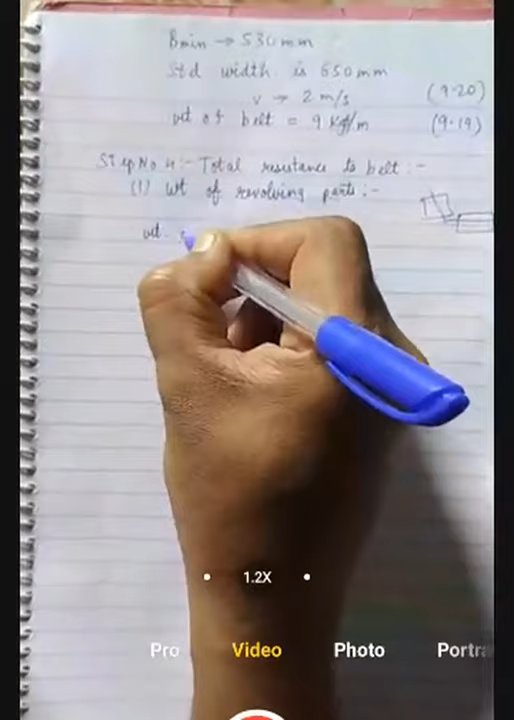 Bmin → 530 mm
Std width is 650 mm
v → 2 m/s (9.20)
wt of belt = 9 Kgf/m (9.19)
Step No 4:- Total resistance to belt :-
(1) wt of revolving parts :-
wt.
1.2X
Pro Video Photo Portra